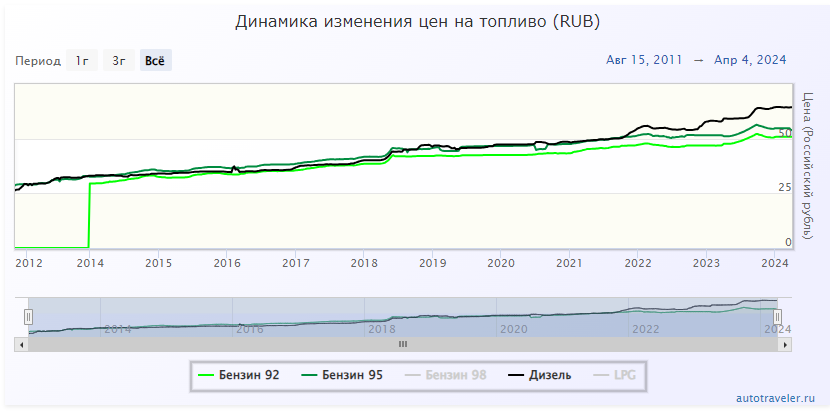 Динамика изменения цен на топливо (RUB)
Период 1г 3г Всё Авг 15, 2011 → Апр 4, 2024
50
25
0
Цена (Российский рубль)
2012 2014 2015 2016 2017 2018 2019 2020 2021 2022 2023 2024
2014 2016 2018 2020 2022 2024
Бензин 92 Бензин 95 Бензин 98 Дизель LPG
autotraveler.ru